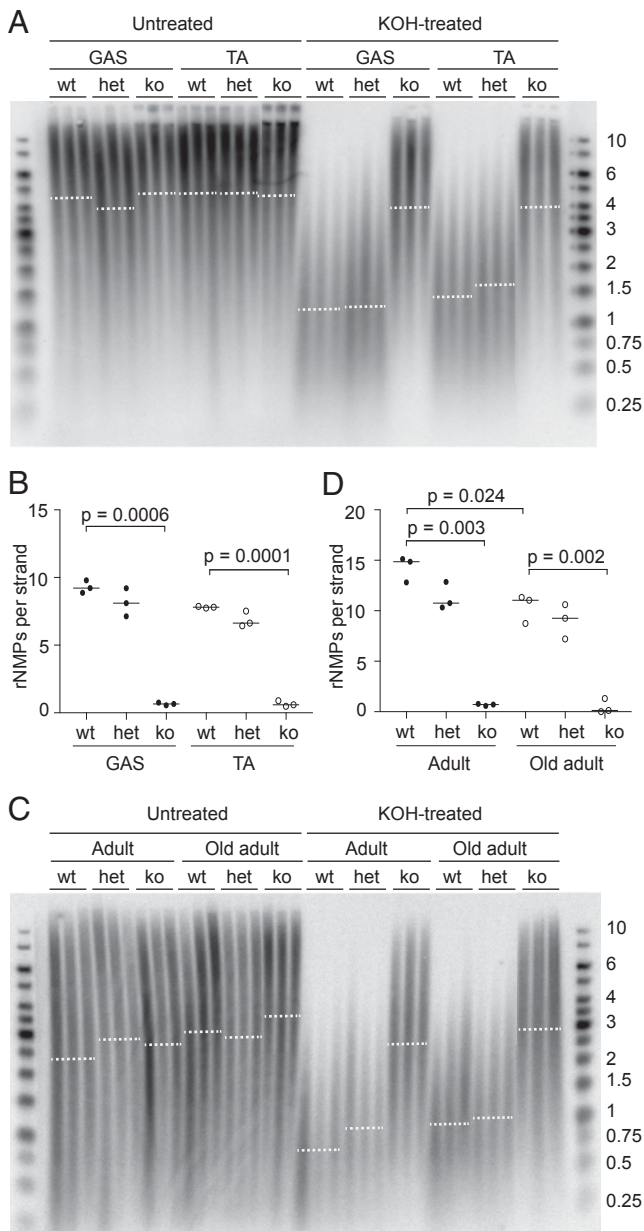 A
Untreated KOH-treated
GAS TA GAS TA
wt het ko wt het ko wt het ko wt het ko
10
6
4
3
2
1.5
1
0.75
0.5
0.25
B
rNMPs per strand
15
10
5
0
p = 0.0006
p = 0.0001
wt het ko wt het ko
GAS TA
D
rNMPs per strand
20
15
10
5
0
p = 0.024
p = 0.003
p = 0.002
wt het ko wt het ko
Adult Old adult
C
Untreated KOH-treated
Adult Old adult Adult Old adult
wt het ko wt het ko wt het ko wt het ko
10
6
4
3
2
1.5
1
0.75
0.5
0.25